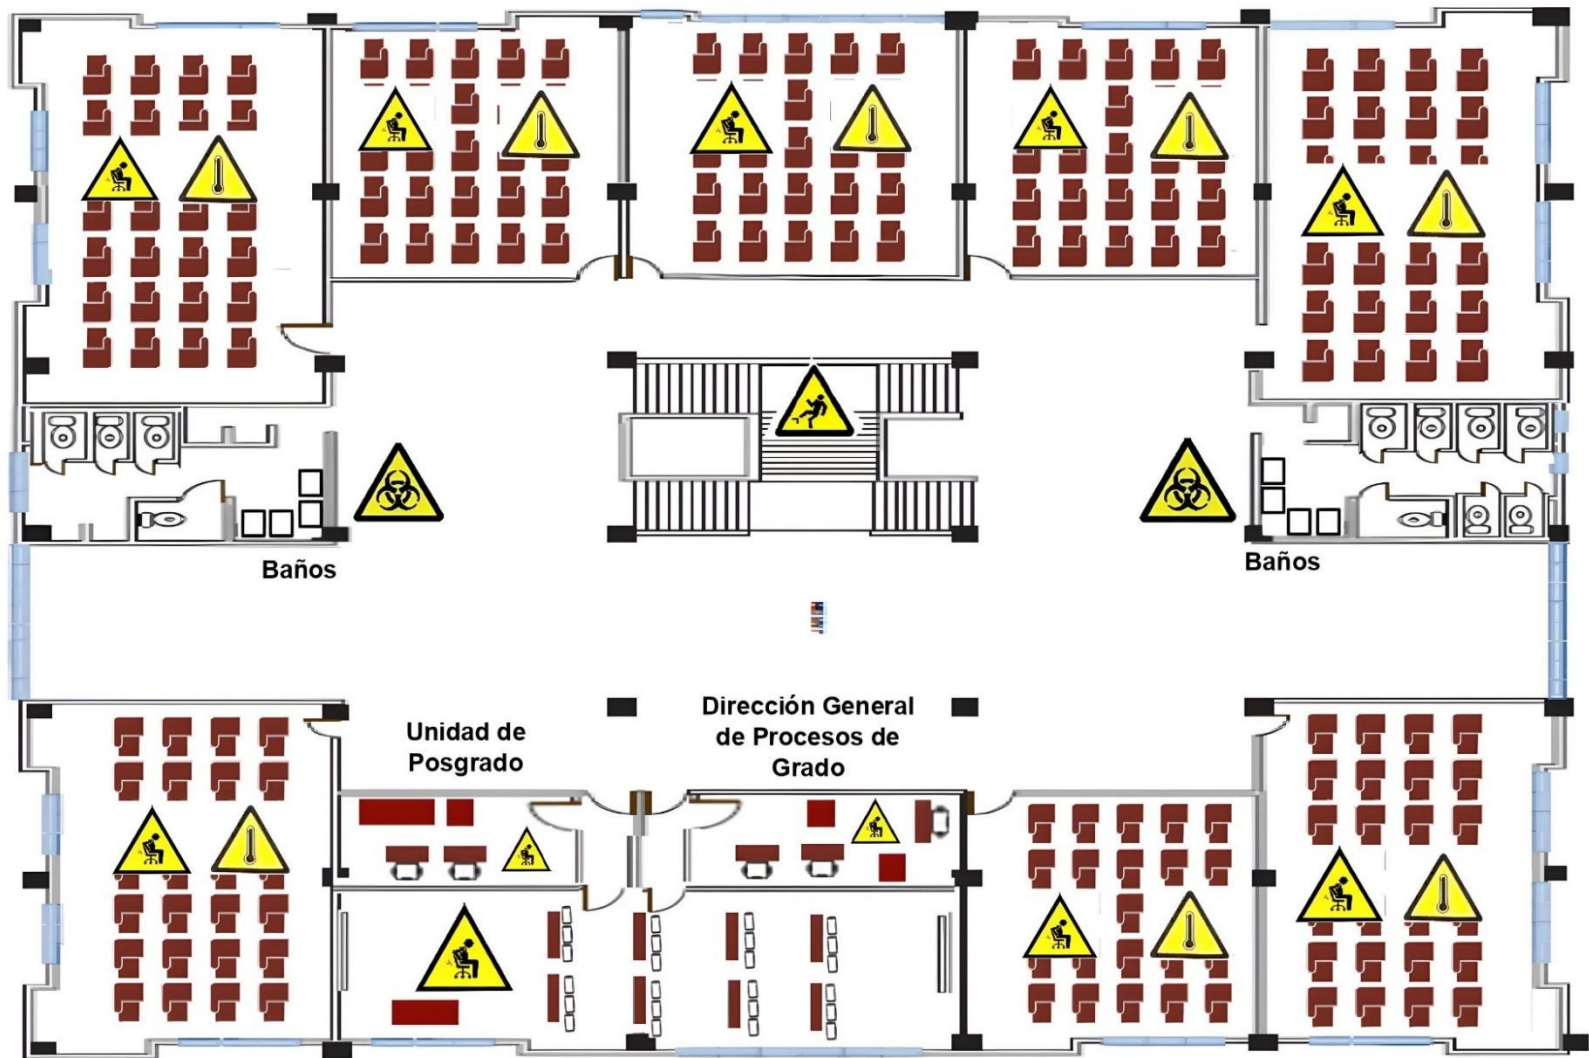 Baños
Baños
Unidad de
Posgrado
Dirección General
de Procesos de
Grado